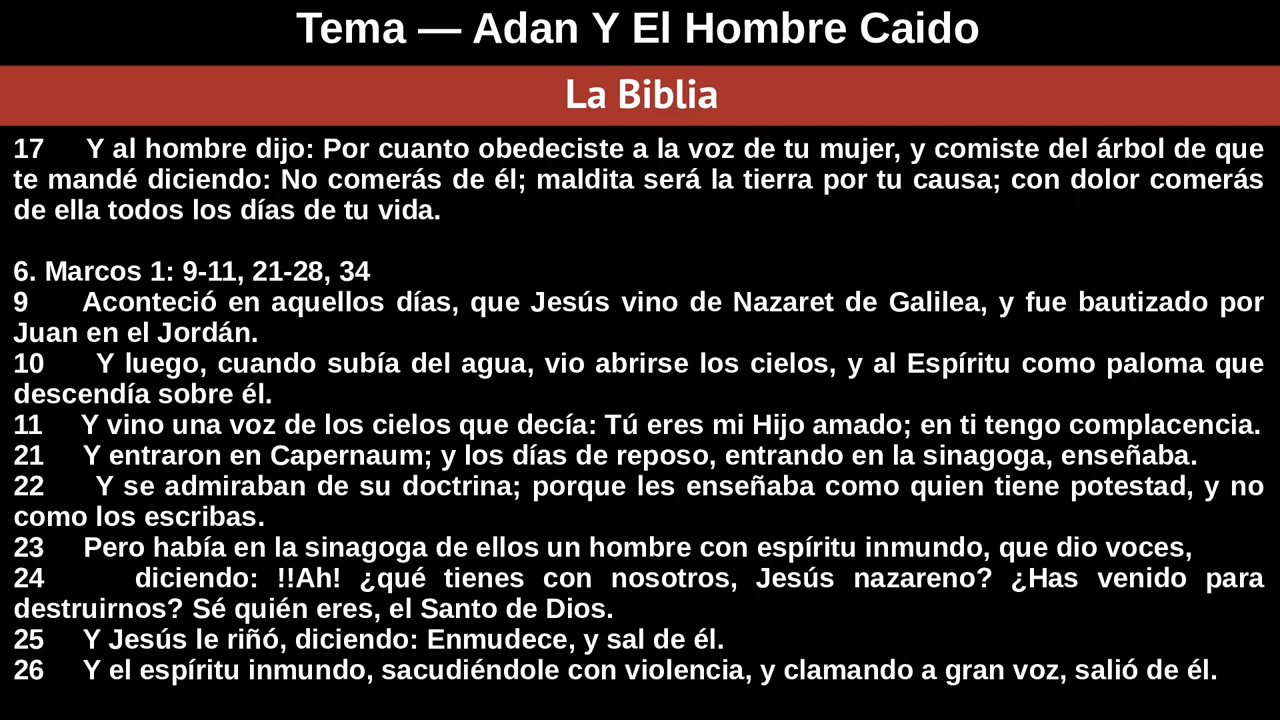 Tema — Adan Y El Hombre Caido
La Biblia
17 Y al hombre dijo: Por cuanto obedeciste a la voz de tu mujer, y comiste del árbol de que
te mandé diciendo: No comerás de él; maldita será la tierra por tu causa; con dolor comerás
de ella todos los días de tu vida.
6. Marcos 1: 9-11, 21-28, 34
9 Aconteció en aquellos días, que Jesús vino de Nazaret de Galilea, y fue bautizado por
Juan en el Jordán.
10 Y luego, cuando subía del agua, vio abrirse los cielos, y al Espíritu como paloma que
descendía sobre él.
11 Y vino una voz de los cielos que decía: Tú eres mi Hijo amado; en ti tengo complacencia.
21 Y entraron en Capernaum; y los días de reposo, entrando en la sinagoga, enseñaba.
22 Y se admiraban de su doctrina; porque les enseñaba como quien tiene potestad, y no
como los escribas.
23 Pero había en la sinagoga de ellos un hombre con espíritu inmundo, que dio voces,
24 diciendo: !!Ah! ¿qué tienes con nosotros, Jesús nazareno? ¿Has venido para
destruirnos? Sé quién eres, el Santo de Dios.
25 Y Jesús le riñó, diciendo: Enmudece, y sal de él.
26 Y el espíritu inmundo, sacudiéndole con violencia, y clamando a gran voz, salió de él.